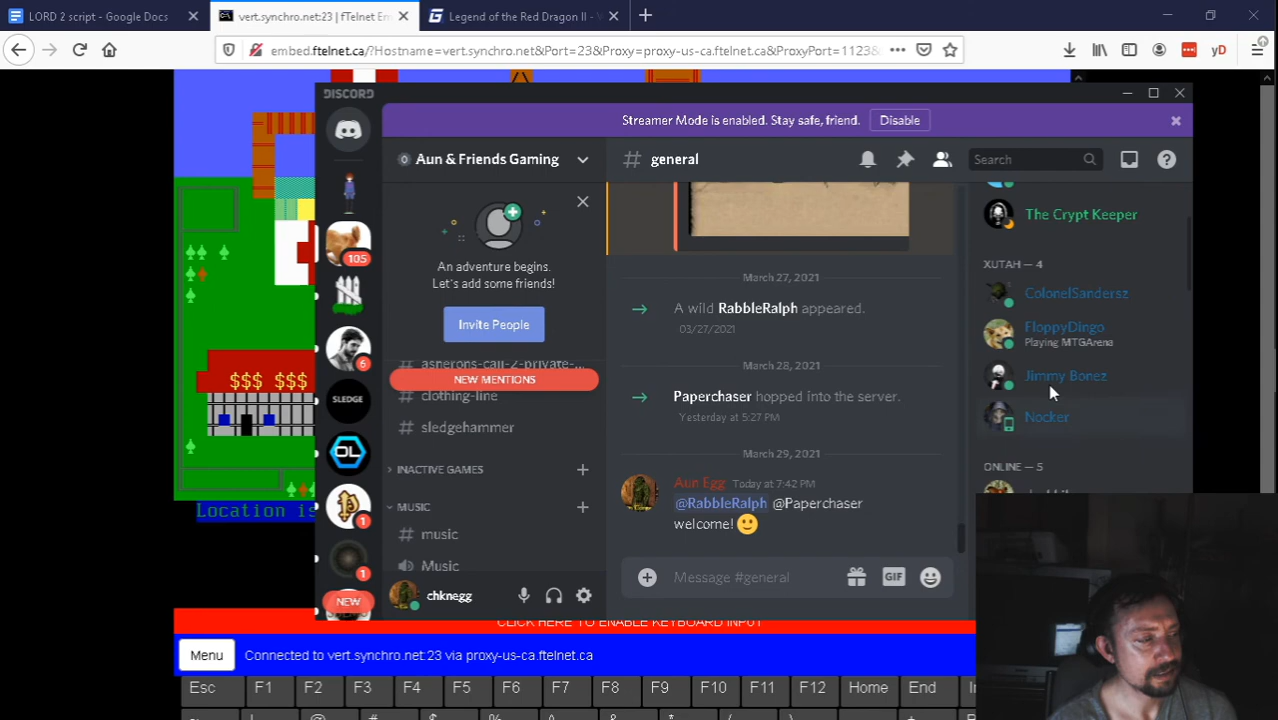 LORD 2 script - Google Docs
vert.synchro.net:23 | fTelnet Em
Legend of the Red Dragon II -
embed.ftelnet.ca/?Hostname=vert.synchro.net&Port=23&Proxy=proxy-us-ca.ftelnet.ca&ProxyPort=1123&
yD
DISCORD
Streamer Mode is enabled. Stay safe, friend.
Disable
Aun & Friends Gaming
# general
Search
An adventure begins.
Let's add some friends!
Invite People
# asherons-call-2-private-...
NEW MENTIONS
# clothing-line
# sledgehammer
INACTIVE GAMES
MUSIC
# music
Music
chknegg
105
6
SLEDGE
OL
1
1
NEW
March 27, 2021
A wild RabbleRalph appeared.
03/27/2021
March 28, 2021
Paperchaser hopped into the server.
Yesterday at 5:27 PM
March 29, 2021
Aun Egg Today at 7:42 PM
@RabbleRalph @Paperchaser
welcome!
Message #general
GIF
The Crypt Keeper
XUTAH — 4
ColonelSandersz
FloppyDingo
Playing MTGArena
Jimmy Bonez
Nocker
ONLINE — 5
$$$ $$$
Location is
CLICK HERE TO ENABLE KEYBOARD INPUT
Menu
Connected to vert.synchro.net:23 via proxy-us-ca.ftelnet.ca
Esc F1 F2 F3 F4 F5 F6 F7 F8 F9 F10 F11 F12 Home End